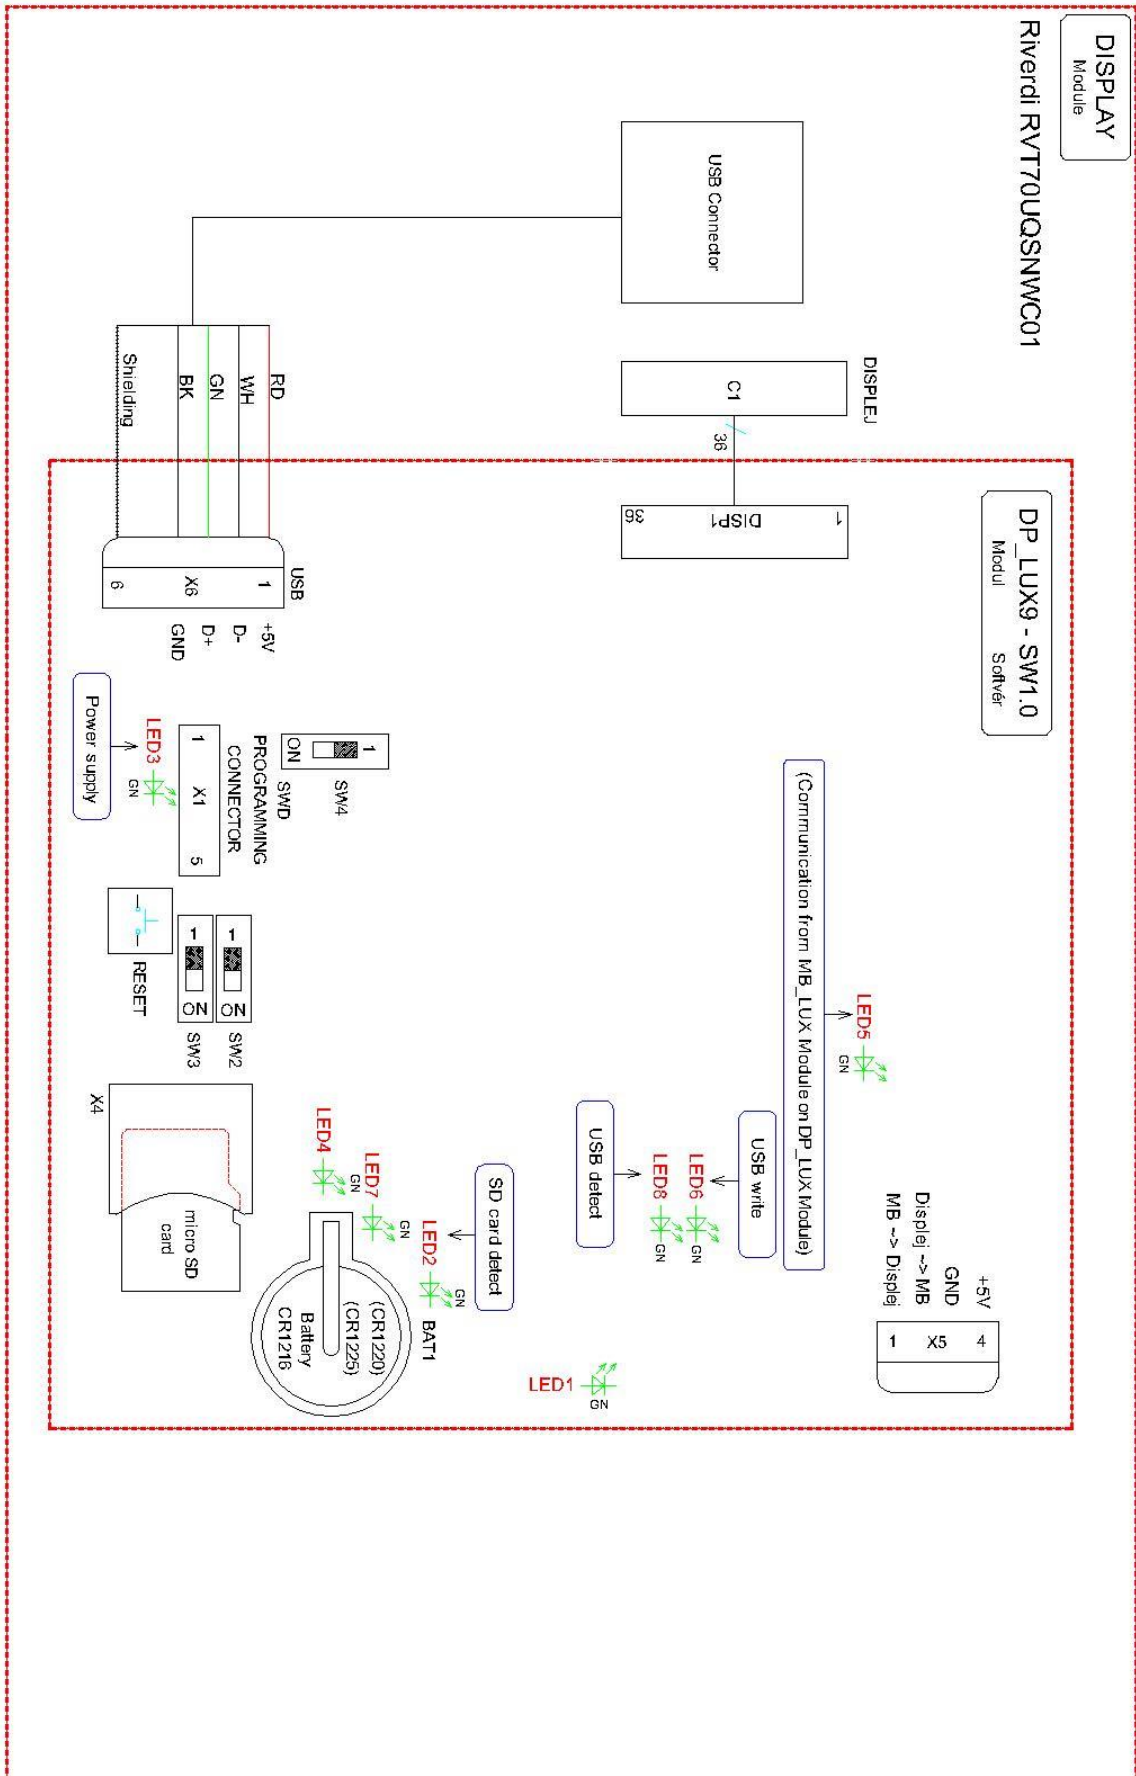 DISPLAY
Module
Riverdi RVT70UQSNWC01
USB Connector
DISPLEJ
C1
36
DP_LUX9 - SW1.0
Modul Softvér
1
DISP1
36
RD
WH
GN
BK
Shielding
USB
1
X6
6
+5V
D-
D+
GND
Power supply
LED3
GN
1 X1 5
PROGRAMMING
CONNECTOR
SWD
1
ON
SW4
RESET
1
ON
SW3
1
ON
SW2
(Communication from MB_LUX Module on DP_LUX Module)
LED5
GN
USB write
LED6
GN
USB detect
LED8
GN
SD card detect
LED2
GN
LED7
GN
LED4
GN
X4
micro SD
card
BAT1
(CR1220)
(CR1225)
Battery
CR1216
LED1
GN
+5V
GND
Displej -> MB
MB -> Displej
4
X5
1